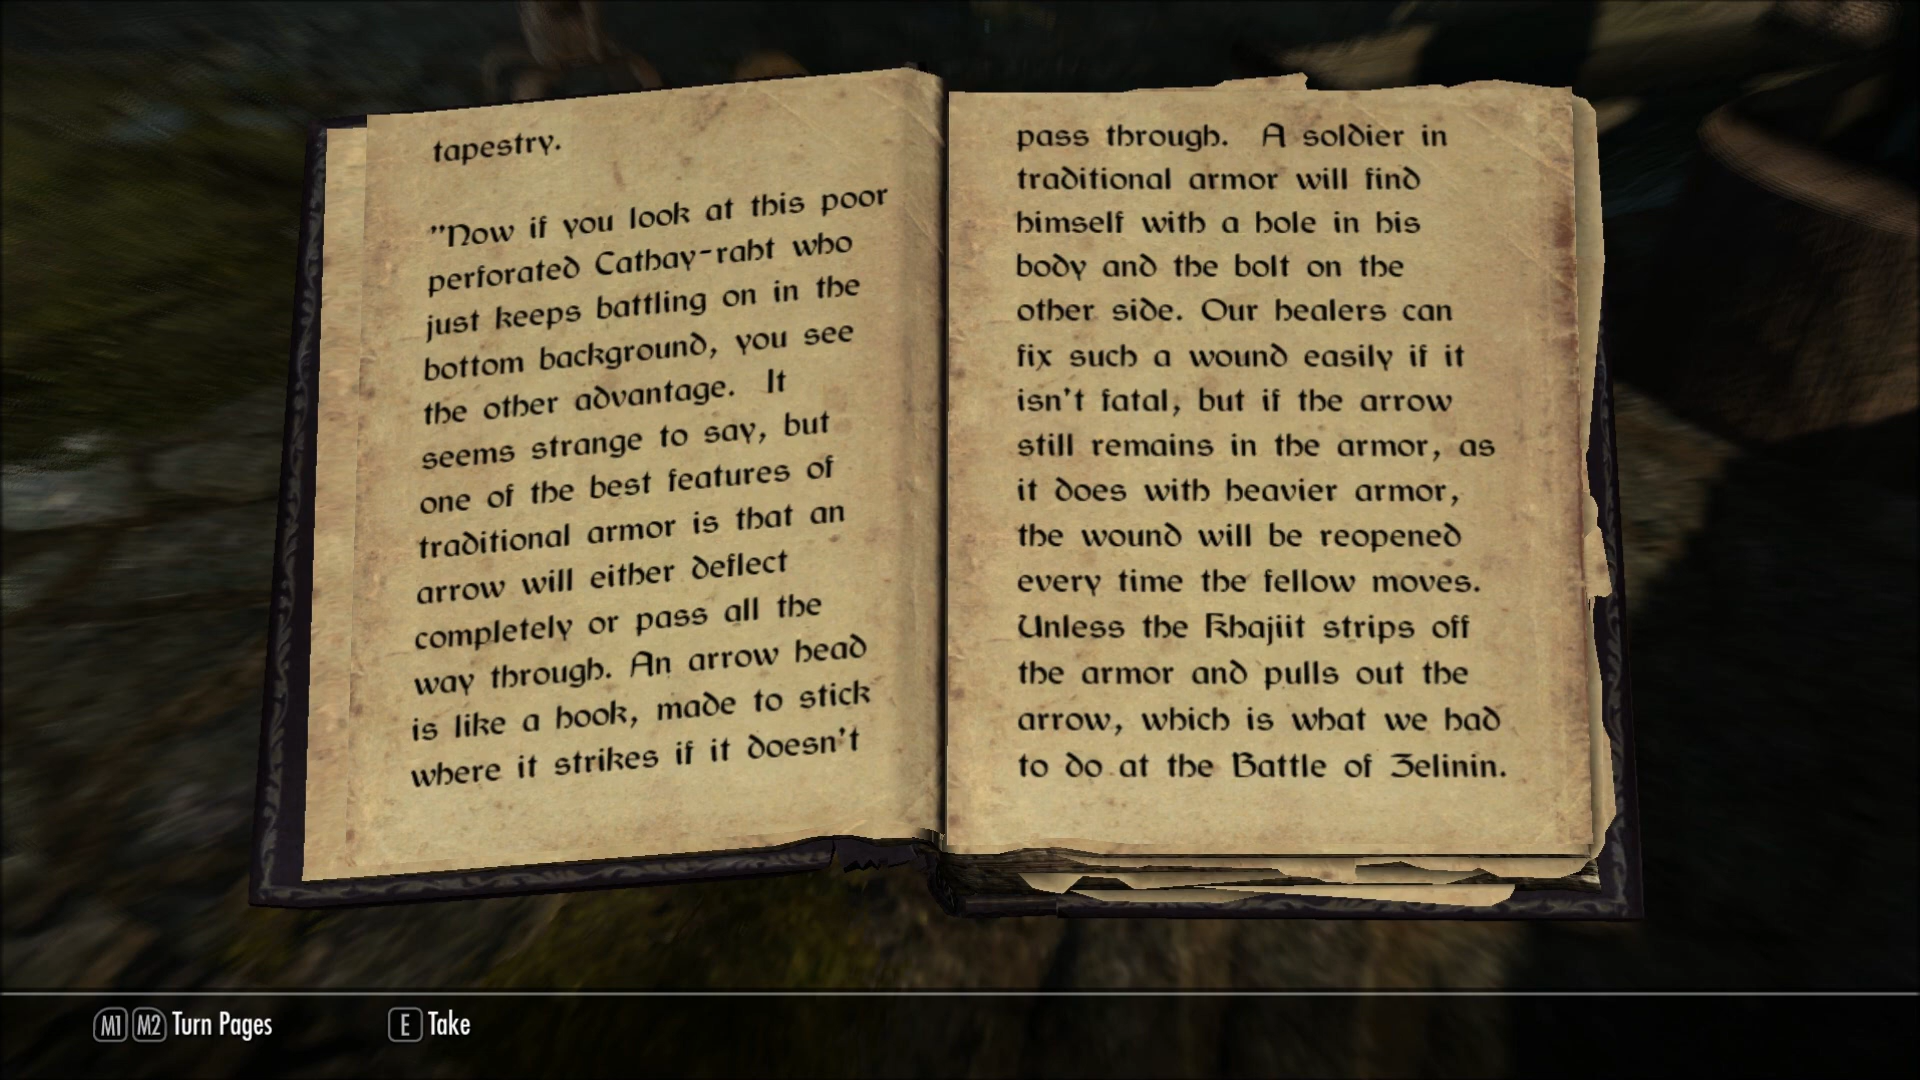 tapestry.
"Now if you look at this poor
perforated Cathay-raht who
just keeps battling on in the
bottom background, you see
the other advantage. It
seems strange to say, but
one of the best features of
traditional armor is that an
arrow will either deflect
completely or pass all the
way through. An arrow head
is like a hook, made to stick
where it strikes if it doesn't
pass through. A soldier in
traditional armor will find
himself with a hole in his
body and the bolt on the
other side. Our healers can
fix such a wound easily if it
isn't fatal, but if the arrow
still remains in the armor, as
it does with heavier armor,
the wound will be reopened
every time the fellow moves.
Unless the Khajiit strips off
the armor and pulls out the
arrow, which is what we had
to do at the Battle of Zelinin.
M1 M2 Turn Pages
E Take